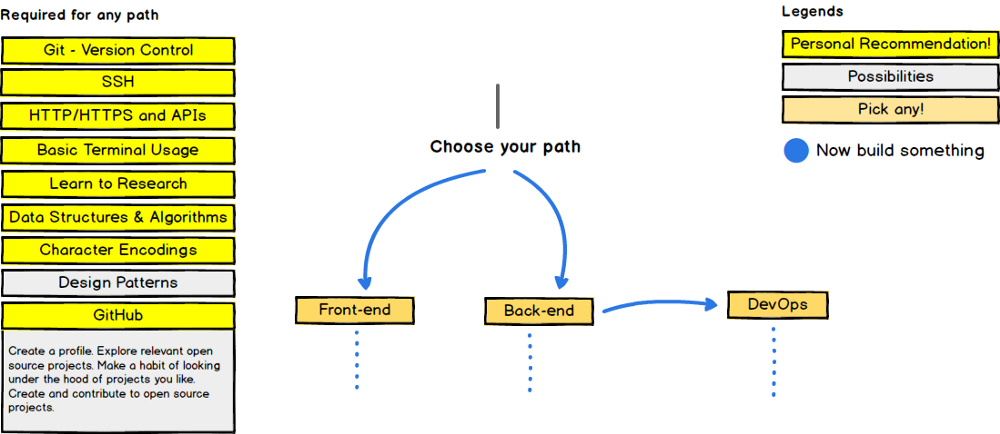 Required for any path
Git - Version Control
SSH
HTTP/HTTPS and APIs
Basic Terminal Usage
Learn to Research
Data Structures & Algorithms
Character Encodings
Design Patterns
GitHub
Create a profile. Explore relevant open
source projects. Make a habit of looking
under the hood of projects you like.
Create and contribute to open source
projects.
Choose your path
Front-end
Back-end
DevOps
Legends
Personal Recommendation!
Possibilities
Pick any!
Now build something